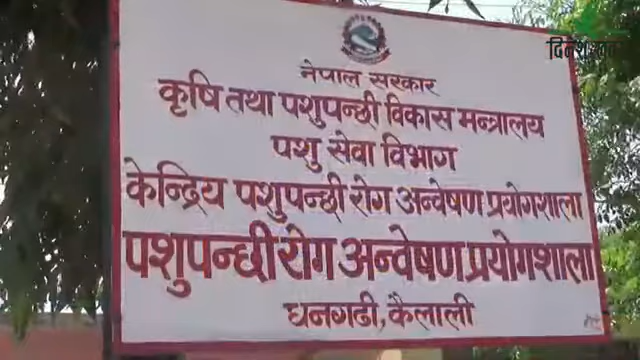 नेपाल सरकार
कृषि तथा पशुपन्छी विकास मन्त्रालय
पशु सेवा विभाग
केन्द्रिय पशुपन्छी रोग अन्वेषण प्रयोगशाला
पशुपन्छी रोग अन्वेषण प्रयोगशाला
धनगढी, कैलाली